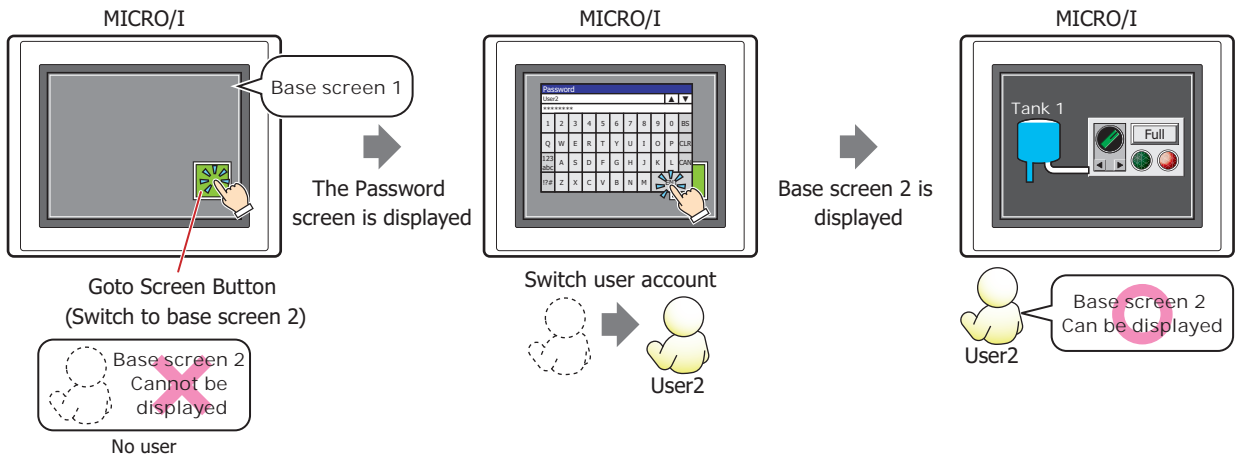 MICRO/I
Base screen 1
Goto Screen Button
(Switch to base screen 2)
Base screen 2
Cannot be
displayed
No user
The Password
screen is displayed
MICRO/I
Password
User2 ▲ ▼
********
1 2 3 4 5 6 7 8 9 0 BS
Q W E R T Y U I O P CLR
123
abc A S D F G H J K L CAN
!?# Z X C V B N M
Switch user account
User2
Base screen 2 is
displayed
MICRO/I
Tank 1
Full
Base screen 2
Can be displayed
User2